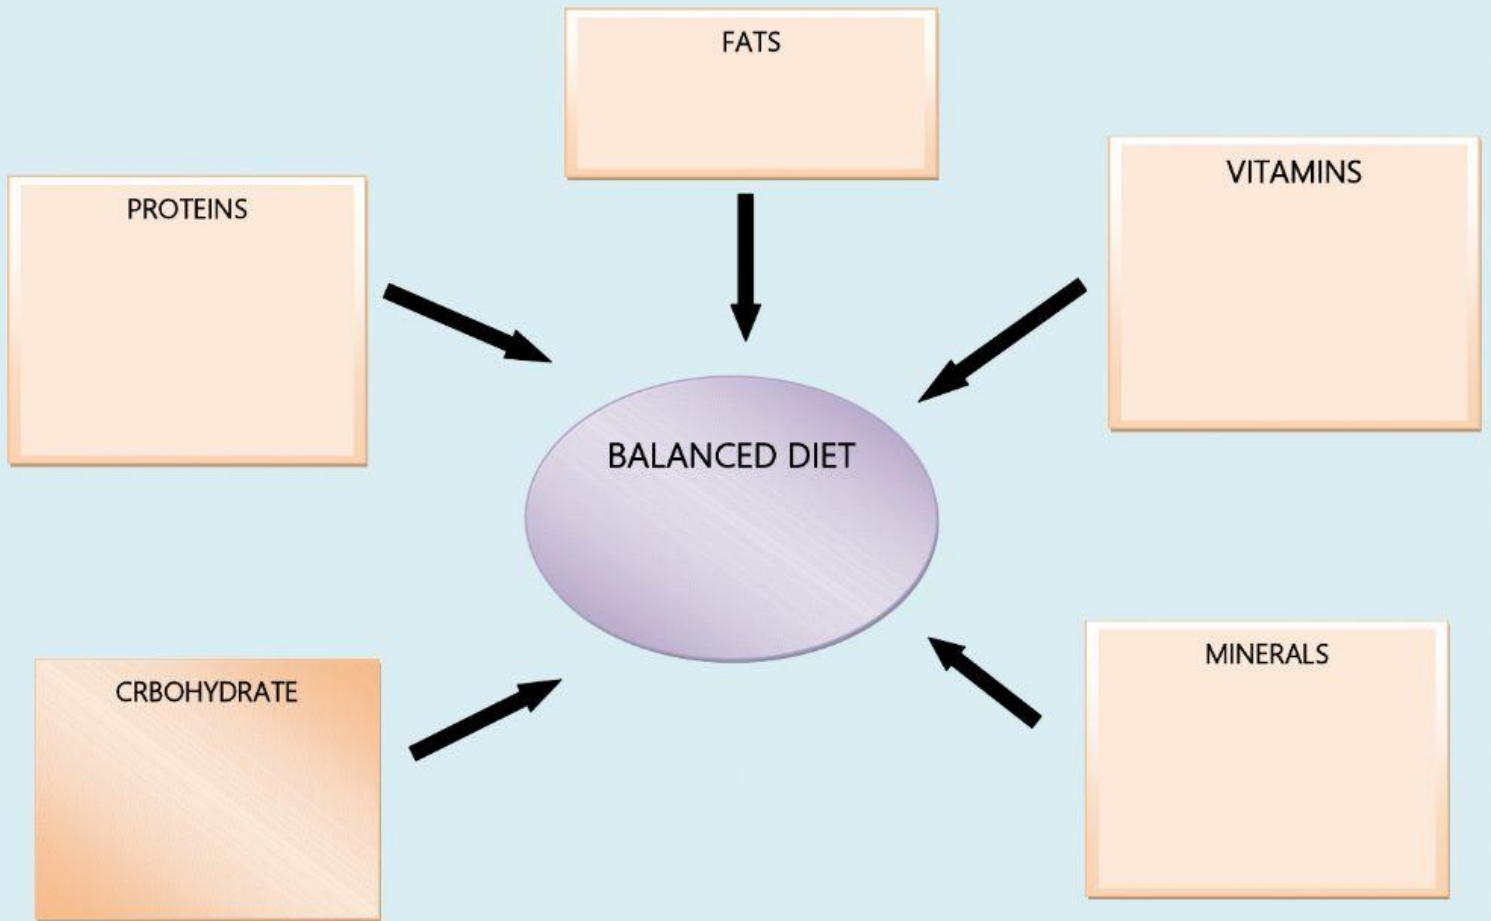 FATS
VITAMINS
PROTEINS
BALANCED DIET
MINERALS
CRBOHYDRATE